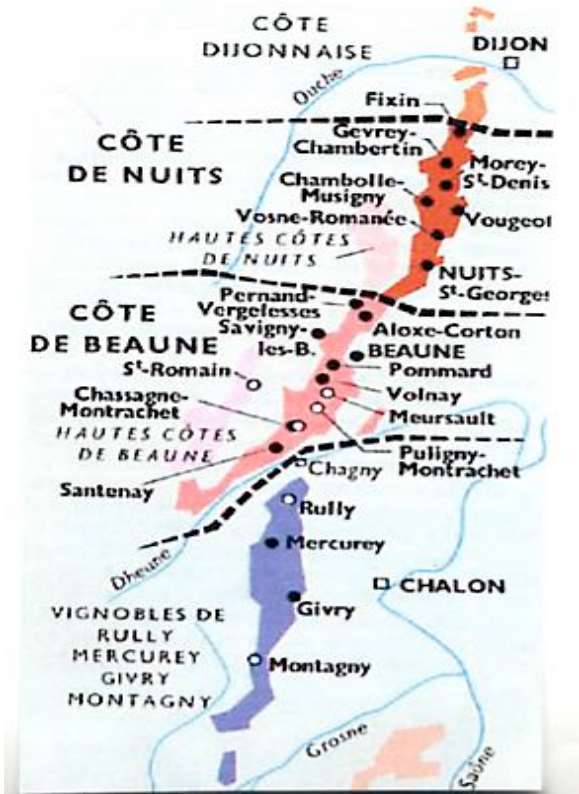 CÔTE
DIJONNAISE
DIJON
Ouche
Fixin
CÔTE
DE NUITS
Gevrey-
Chambertin
Morey-
St-Denis
Chambolle-
Musigny
Vosne-Romanée
Vougeot
HAUTES CÔTES
DE NUITS
NUITS-
St-Georges
Pernand-
Vergelesses
CÔTE
DE BEAUNE
Savigny-
les-B.
Aloxe-Corton
BEAUNE
St-Romain
Pommard
Volnay
Chassagne-
Montrachet
Meursault
HAUTES CÔTES
DE BEAUNE
Puligny-
Montrachet
Chagny
Santenay
Rully
Dheune
Mercurey
CHALON
Givry
VIGNOBLES DE
RULLY
MERCUREY
GIVRY
MONTAGNY
Montagny
Grosne
Saône